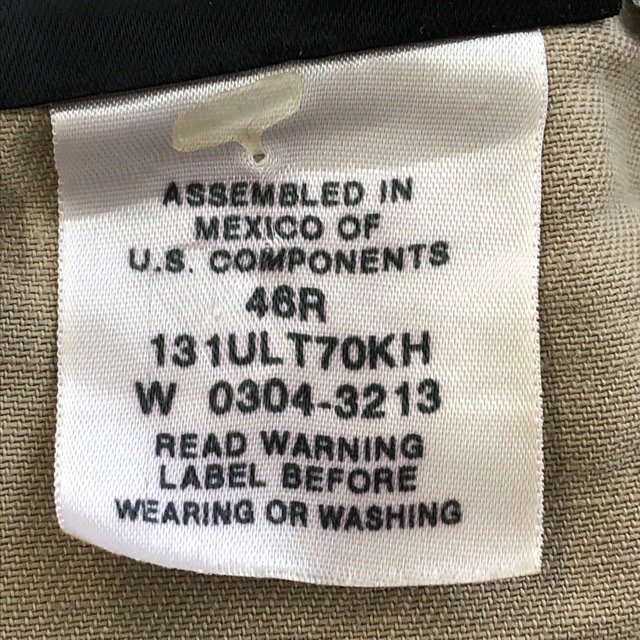 ASSEMBLED IN
MEXICO OF
U.S. COMPONENTS
46R
131ULT70KH
W 0304-3213
READ WARNING
LABEL BEFORE
WEARING OR WASHING